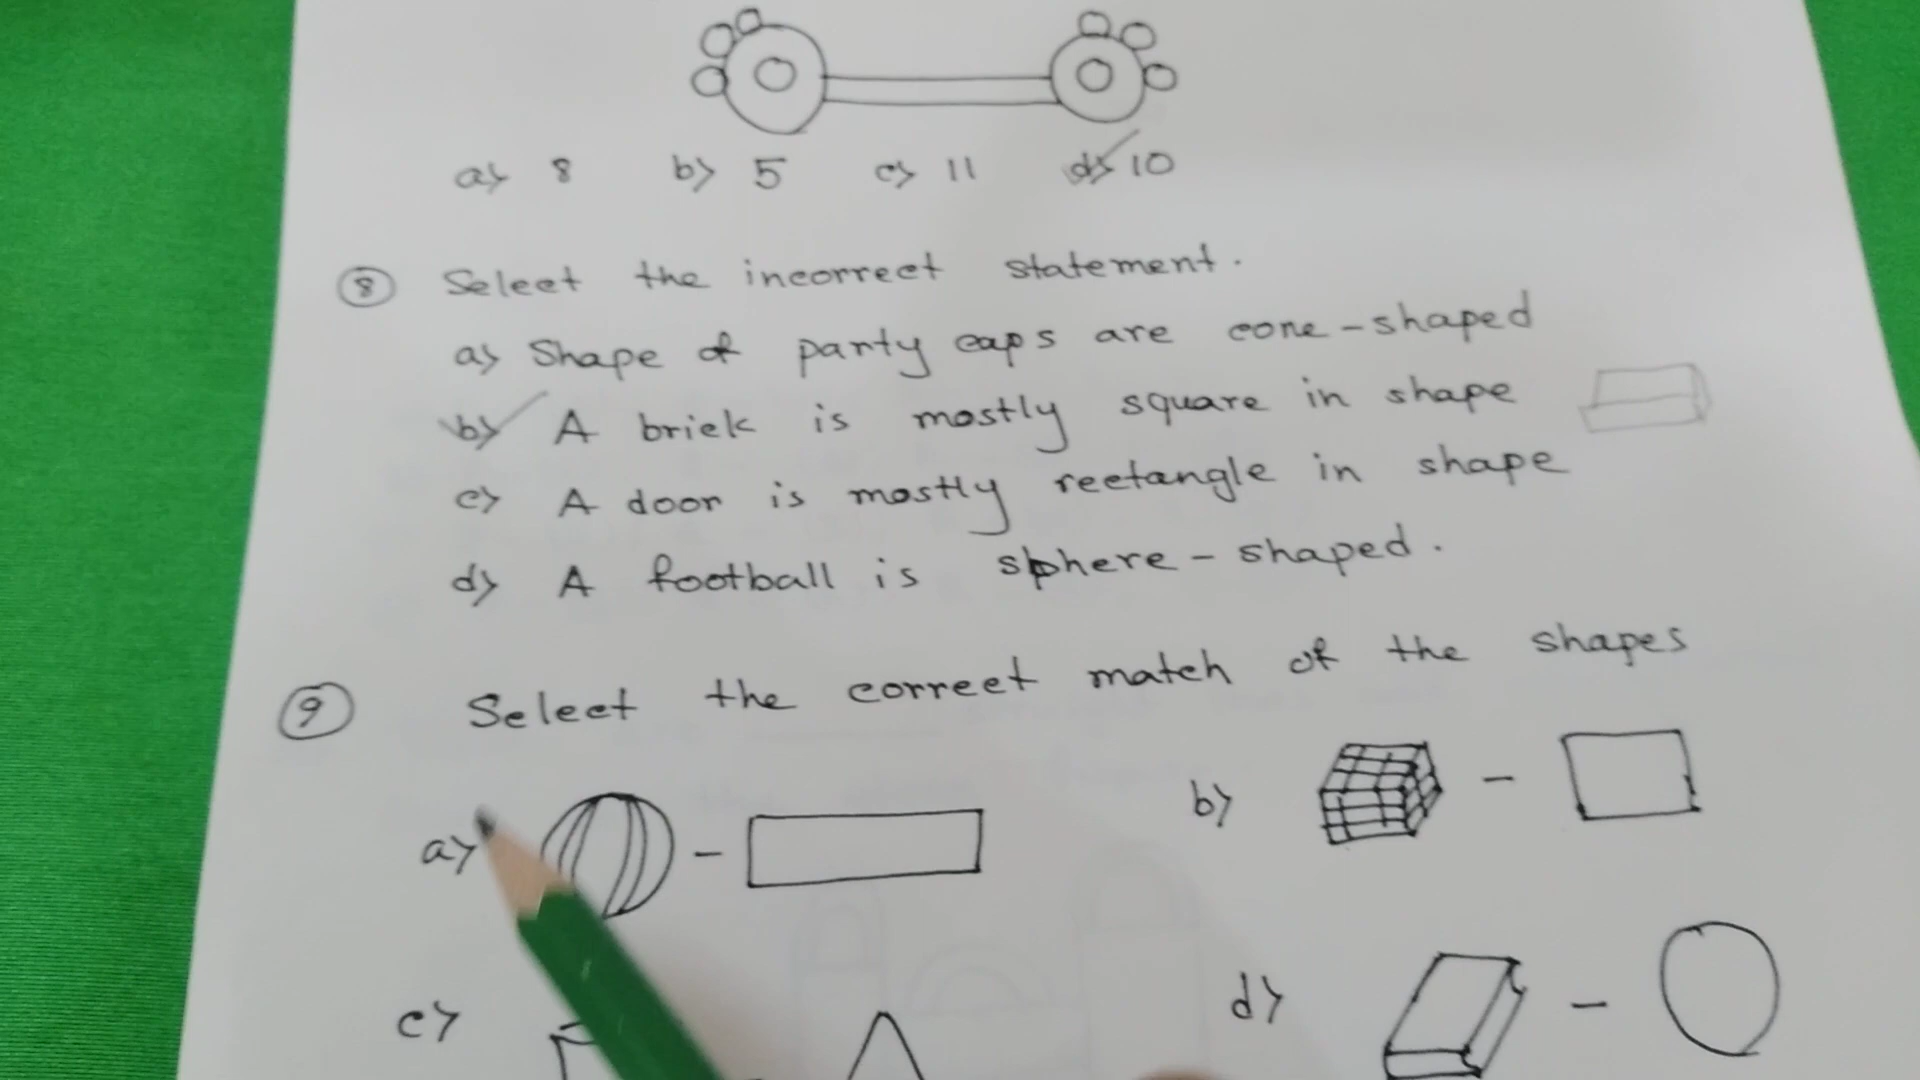 a) 8 b) 5 c) 11 d) 10
8 Select the incorrect statement.
a) Shape of party caps are cone-shaped
b) A brick is mostly square in shape
c) A door is mostly rectangle in shape
d) A football is sphere-shaped.
9 Select the correct match of the shapes
a) - b) -
c) d) -